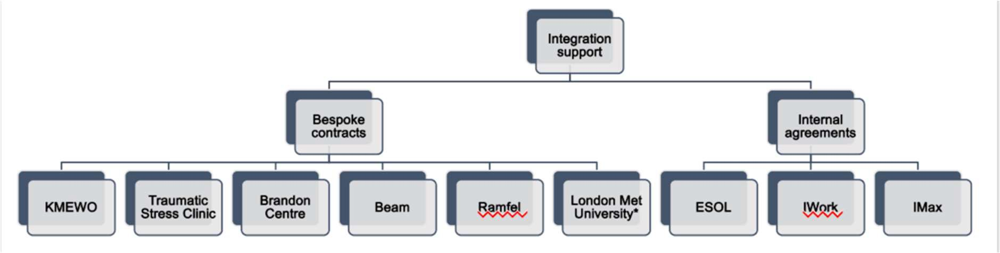 Integration
support
Bespoke
contracts
Internal
agreements
KMEWO
Traumatic
Stress Clinic
Brandon
Centre
Beam
Ramfel
London Met
University*
ESOL
IWork
IMax